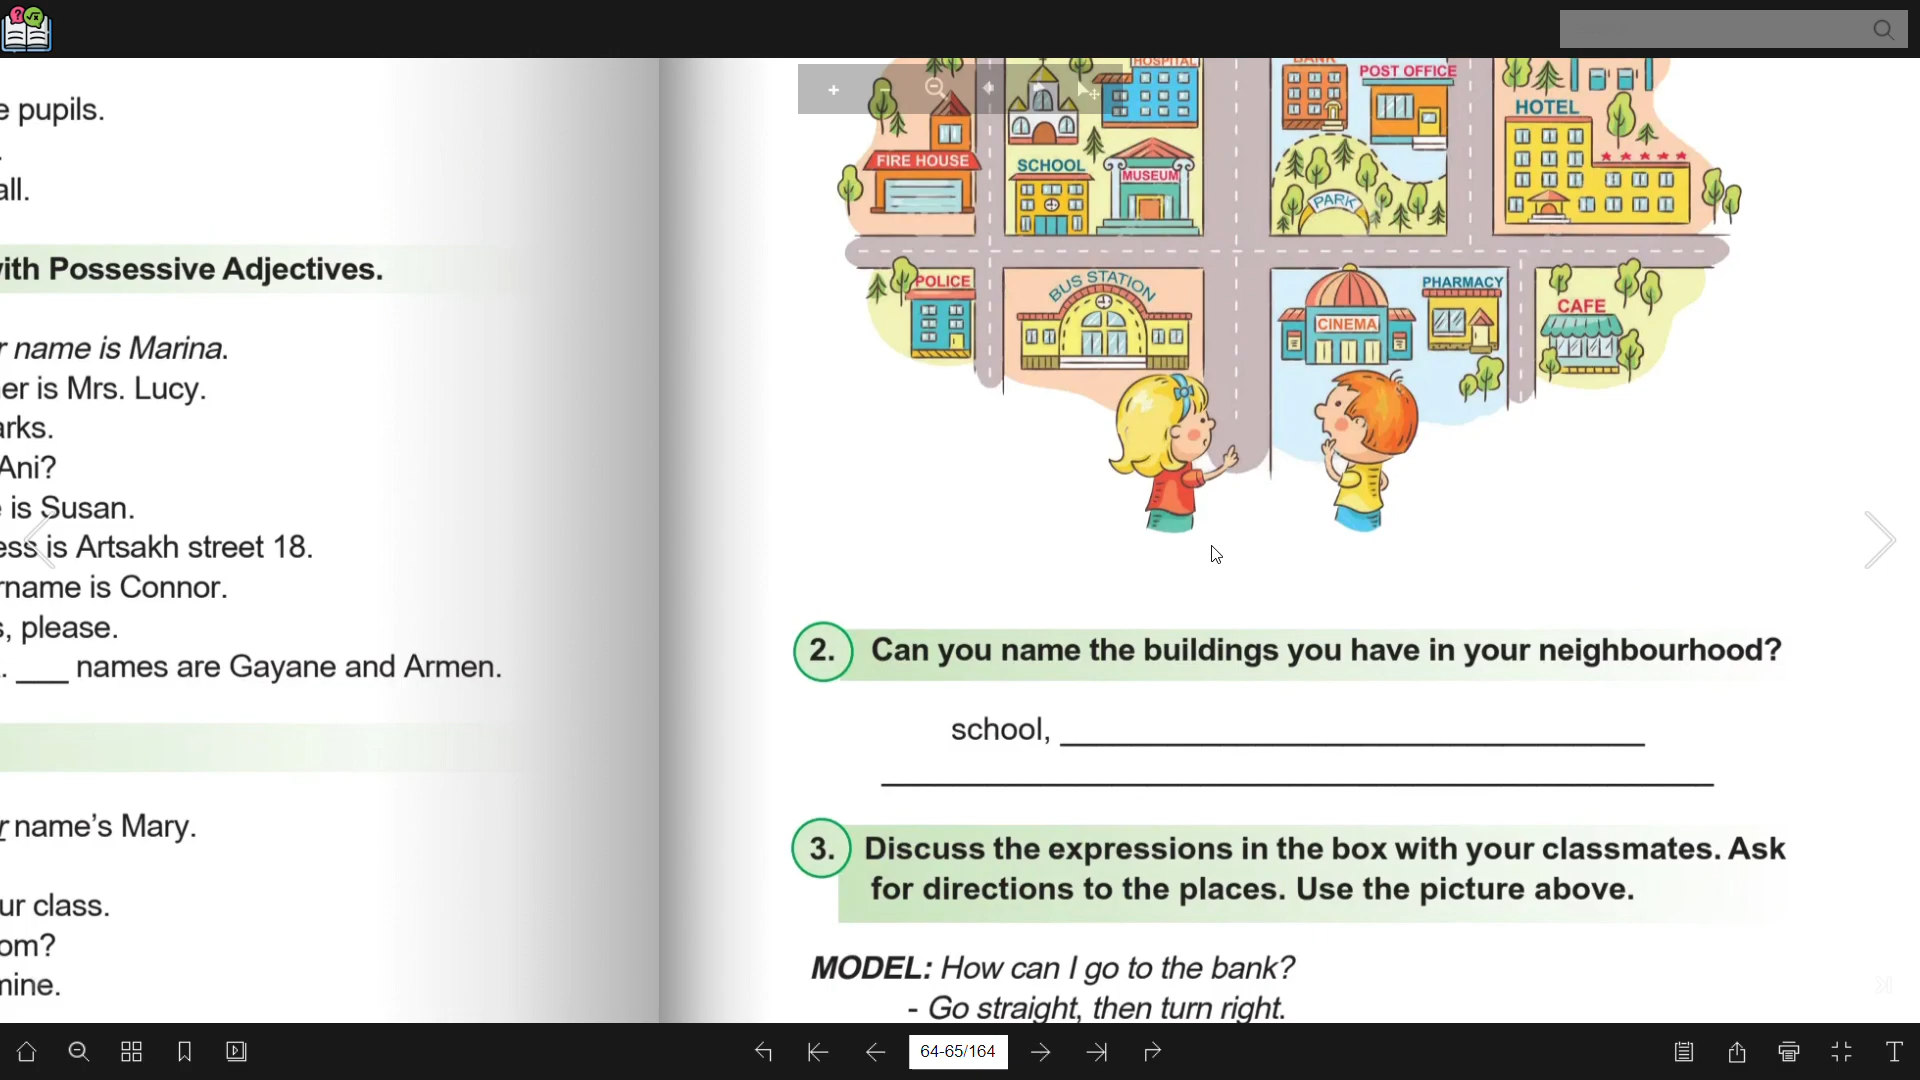 e pupils.
all.
with Possessive Adjectives.
r name is Marina.
er is Mrs. Lucy.
arks.
Ani?
is Susan.
ess is Artsakh street 18.
rname is Connor.
s, please.
. ___ names are Gayane and Armen.
r name's Mary.
ur class.
om?
mine.
HOSPITAL
BANK
POST OFFICE
HOTEL
FIRE HOUSE
SCHOOL
MUSEUM
PARK
POLICE
BUS STATION
CINEMA
PHARMACY
CAFE
2. Can you name the buildings you have in your neighbourhood?
school, ___
3. Discuss the expressions in the box with your classmates. Ask
for directions to the places. Use the picture above.
MODEL: How can I go to the bank?
- Go straight, then turn right.
64-65/164